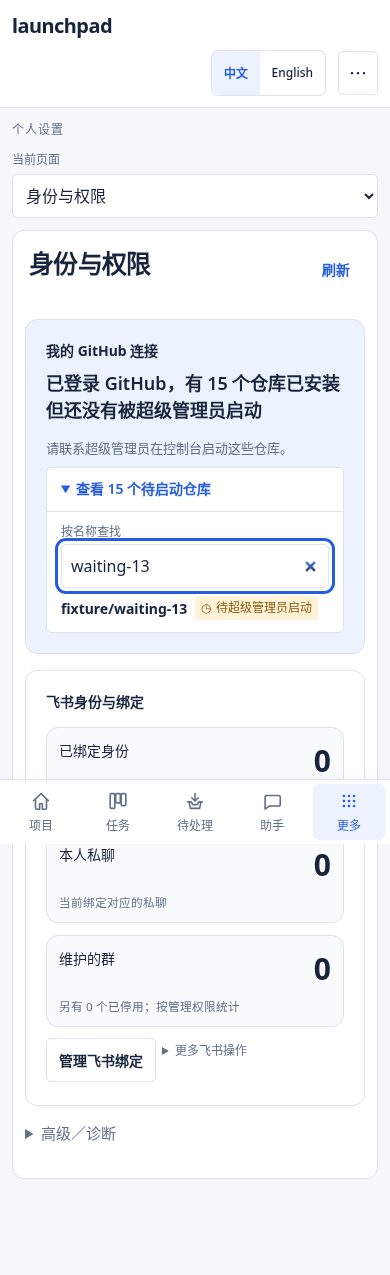 launchpad
中文
English
个人设置
当前页面
身份与权限
身份与权限
刷新
我的 GitHub 连接
已登录 GitHub，有 15 个仓库已安装
但还没有被超级管理员启动
请联系超级管理员在控制台启动这些仓库。
查看 15 个待启动仓库
按名称查找
waiting-13
fixture/waiting-13
待超级管理员启动
飞书身份与绑定
已绑定身份
0
项目
任务
待处理
助手
更多
本人私聊
0
当前绑定对应的私聊
维护的群
0
另有 0 个已停用；按管理权限统计
管理飞书绑定
更多飞书操作
高级／诊断